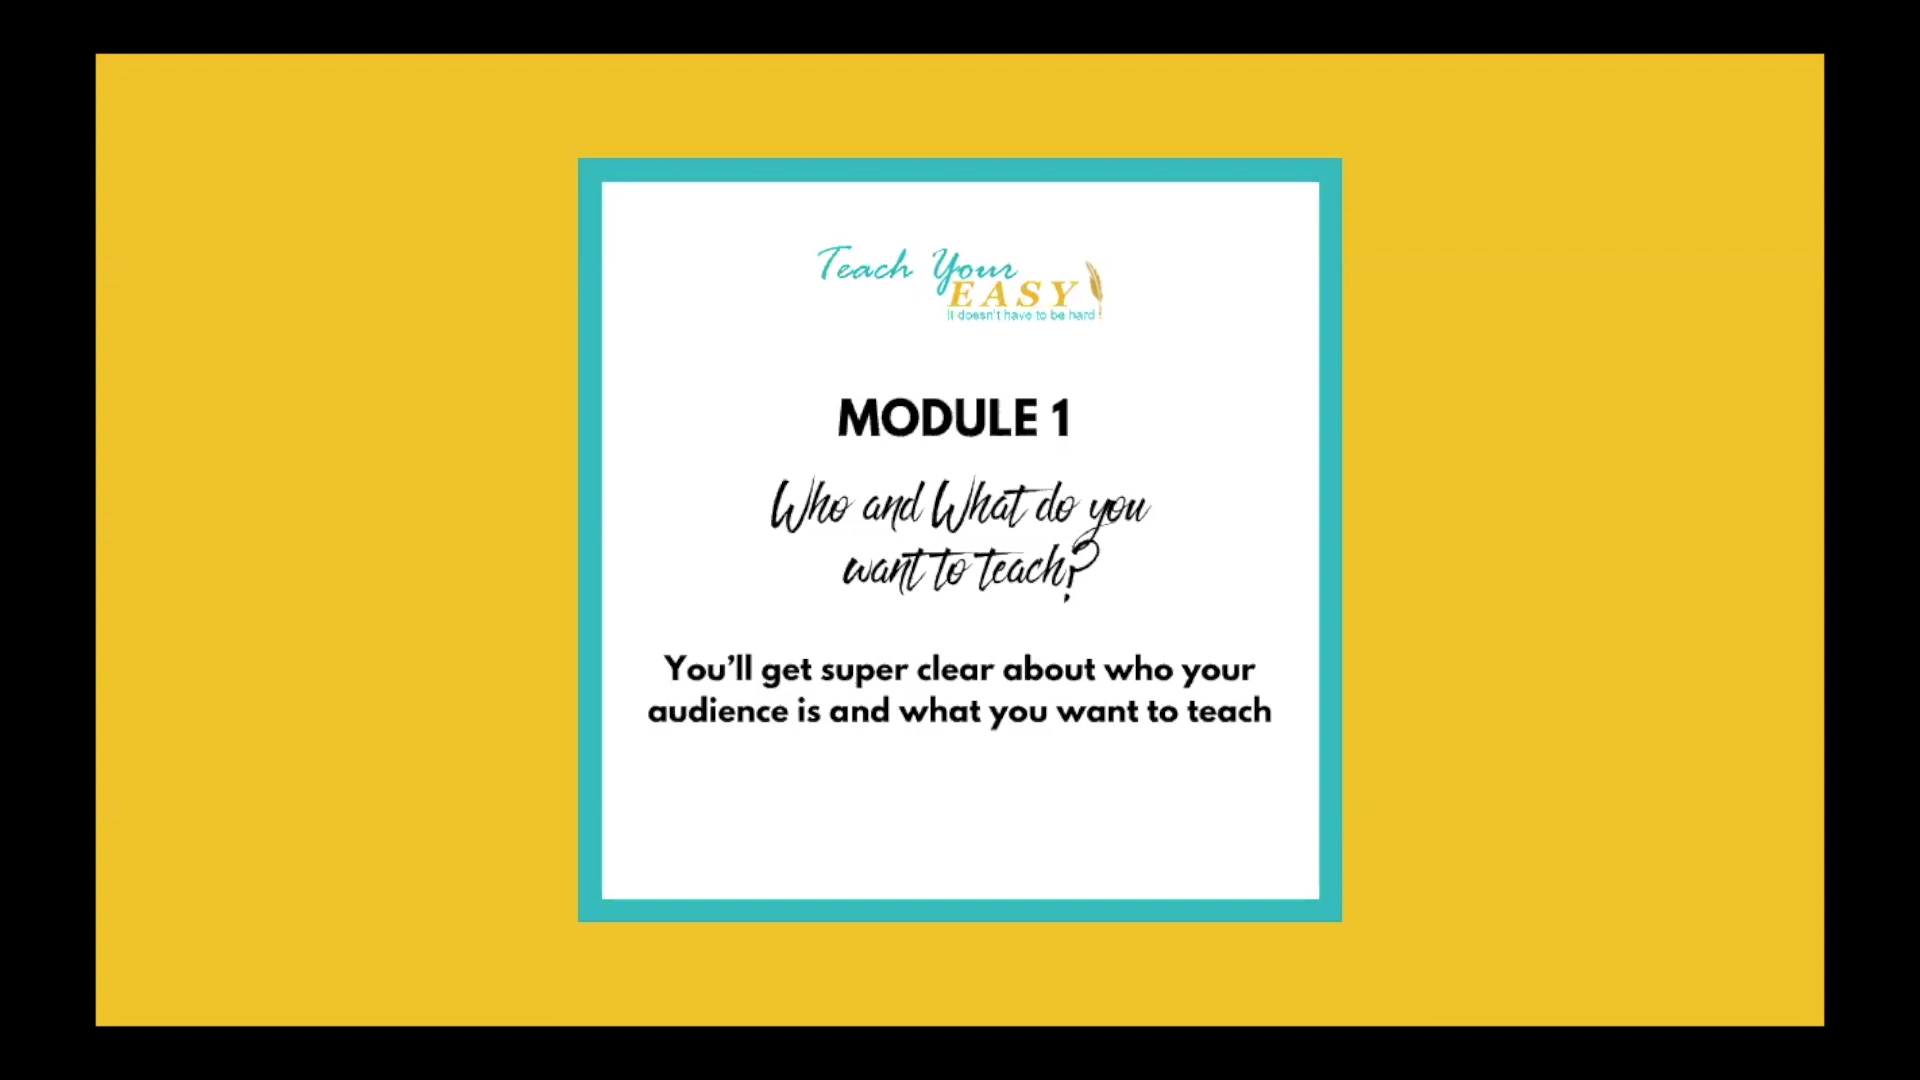 Teach Your
EASY
It doesn't have to be hard
MODULE 1
Who and What do you
want to teach?
You’ll get super clear about who your
audience is and what you want to teach